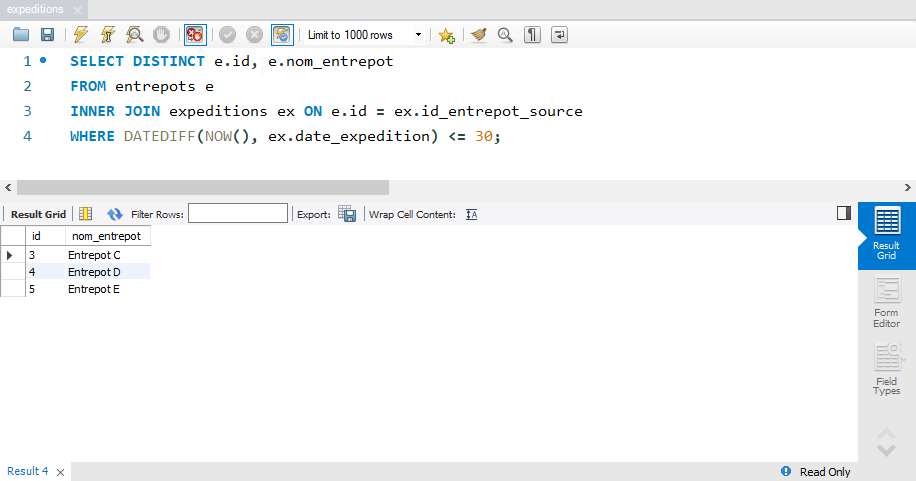 expeditions
Limit to 1000 rows
1 SELECT DISTINCT e.id, e.nom_entrepot
2 FROM entrepots e
3 INNER JOIN expeditions ex ON e.id = ex.id_entrepot_source
4 WHERE DATEDIFF(NOW(), ex.date_expedition) <= 30;
Result Grid Filter Rows: Export: Wrap Cell Content:
id nom_entrepot
3 Entrepot C
4 Entrepot D
5 Entrepot E
Result
Grid
Form
Editor
Field
Types
Result 4 Read Only